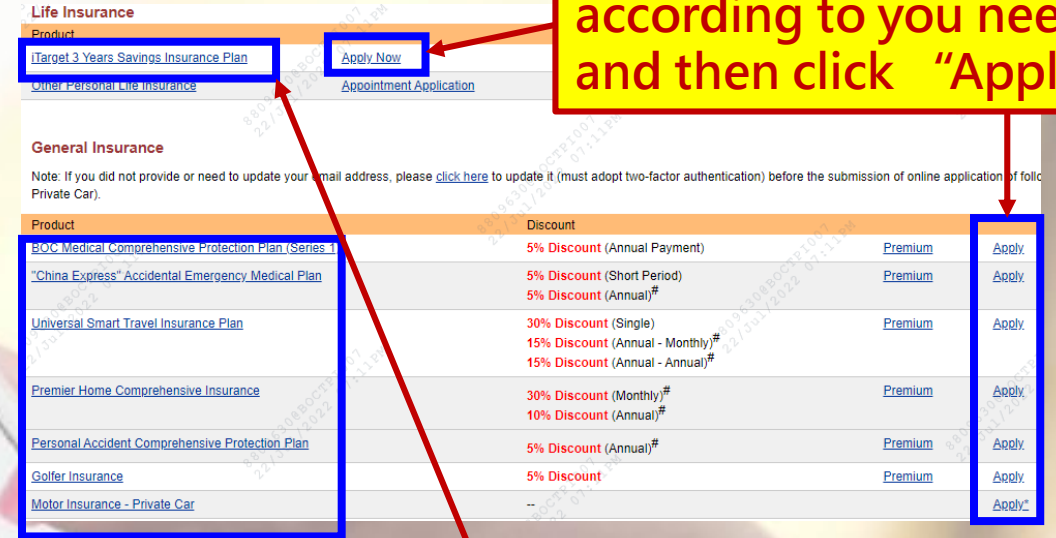 according to you nee
and then click "Appl
Life Insurance
Product
iTarget 3 Years Savings Insurance Plan Apply Now
Other Personal Life Insurance Appointment Application
General Insurance
Note: If you did not provide or need to update your email address, please click here to update it (must adopt two-factor authentication) before the submission of online application of follo
Private Car).
Product Discount
BOC Medical Comprehensive Protection Plan (Series 1) 5% Discount (Annual Payment) Premium Apply
"China Express" Accidental Emergency Medical Plan 5% Discount (Short Period) Premium Apply
5% Discount (Annual)#
Universal Smart Travel Insurance Plan 30% Discount (Single) Premium Apply
15% Discount (Annual - Monthly)#
15% Discount (Annual - Annual)#
Premier Home Comprehensive Insurance 30% Discount (Monthly)# Premium Apply
10% Discount (Annual)#
Personal Accident Comprehensive Protection Plan 5% Discount (Annual)# Premium Apply
Golfer Insurance 5% Discount Premium Apply
Motor Insurance - Private Car -- Apply*